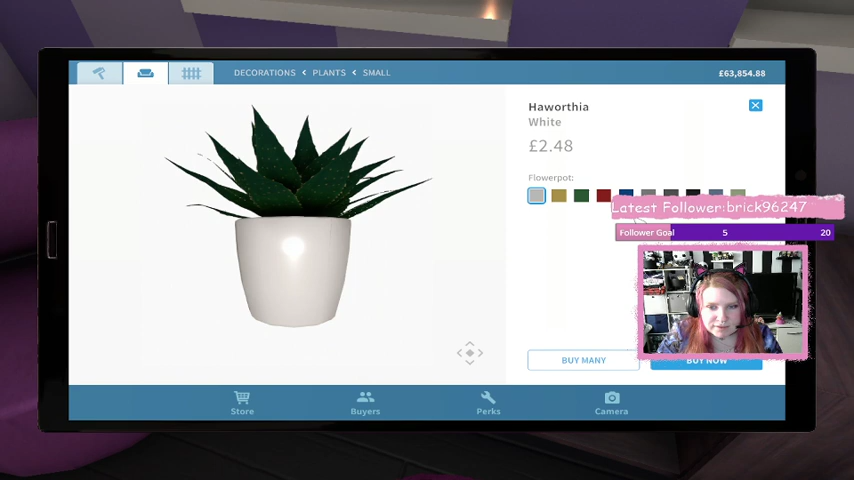 DECORATIONS < PLANTS < SMALL
£63,854.88
Haworthia
White
£2.48
Flowerpot:
Latest Follower:brick96247
Follower Goal 5 20
BUY MANY
BUY NOW
Store
Buyers
Perks
Camera